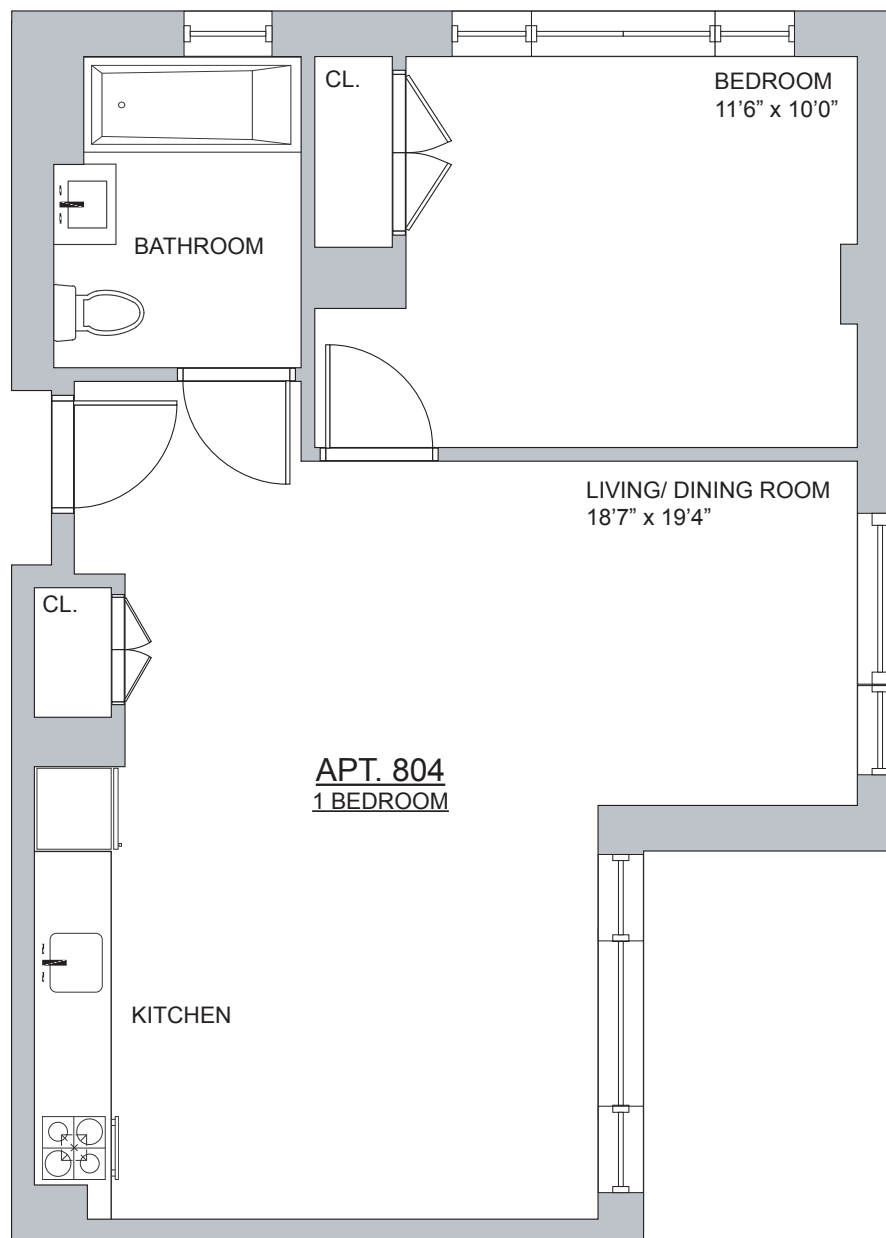 CL.
BEDROOM
11’6” x 10’0”
BATHROOM
LIVING/ DINING ROOM
18’7” x 19’4”
CL.
APT. 804
1 BEDROOM
KITCHEN